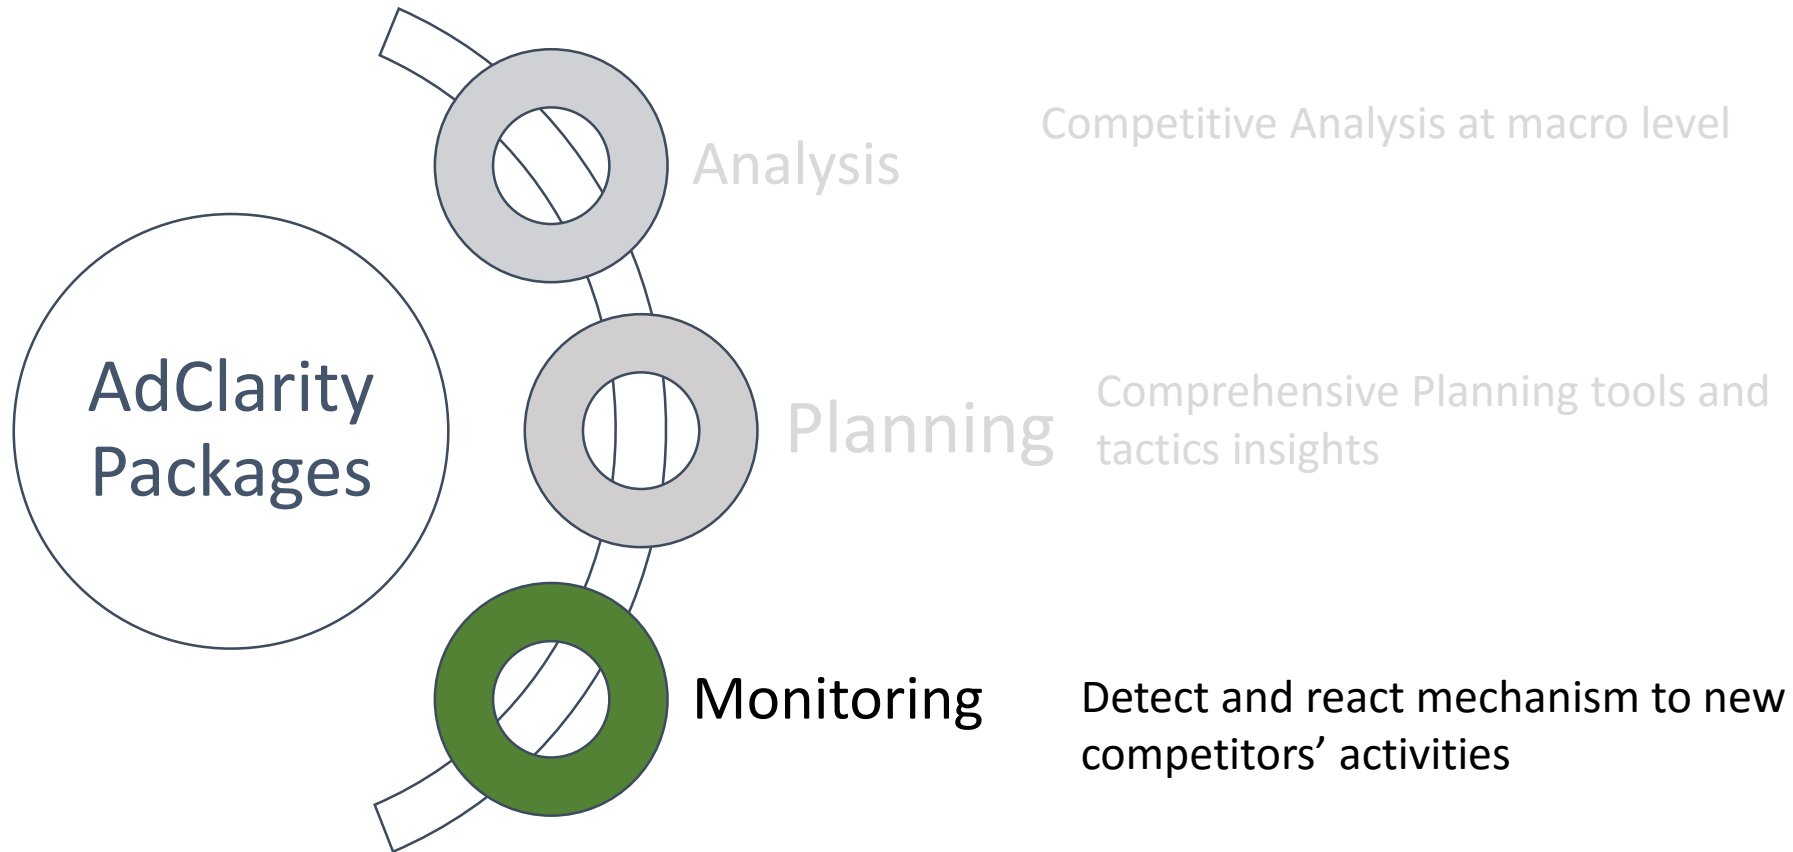 AdClarity
Packages
Analysis
Competitive Analysis at macro level
Planning
Comprehensive Planning tools and
tactics insights
Monitoring
Detect and react mechanism to new
competitors’ activities